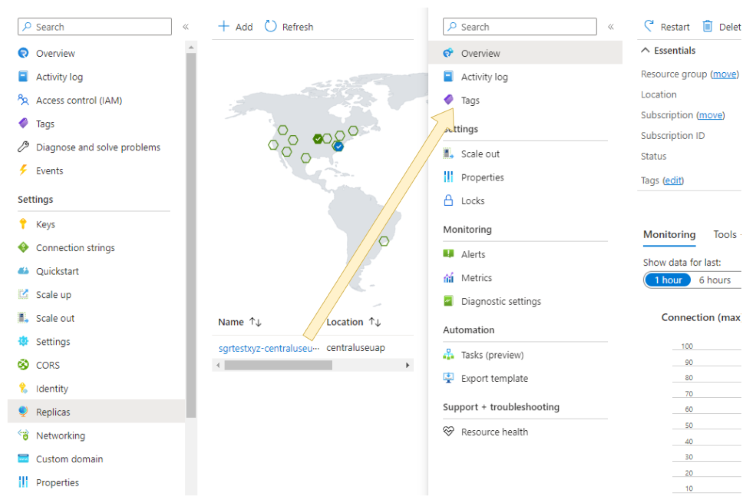 Search
«
Overview
Activity log
Access control (IAM)
Tags
Diagnose and solve problems
Events
Settings
Keys
Connection strings
Quickstart
Scale up
Scale out
Settings
CORS
Identity
Replicas
Networking
Custom domain
Properties
+ Add Refresh
Name ↑↓ Location ↑↓
sgrtestxyz-centraluseu··· centraluseuap
Search
«
Overview
Activity log
Tags
Settings
Scale out
Properties
Locks
Monitoring
Alerts
Metrics
Diagnostic settings
Automation
Tasks (preview)
Export template
Support + troubleshooting
Resource health
Restart Delet
Essentials
Resource group (move)
Location
Subscription (move)
Subscription ID
Status
Tags (edit)
Monitoring Tools
Show data for last:
1 hour 6 hours
Connection (max
100
90
80
70
60
50
40
30
20
10